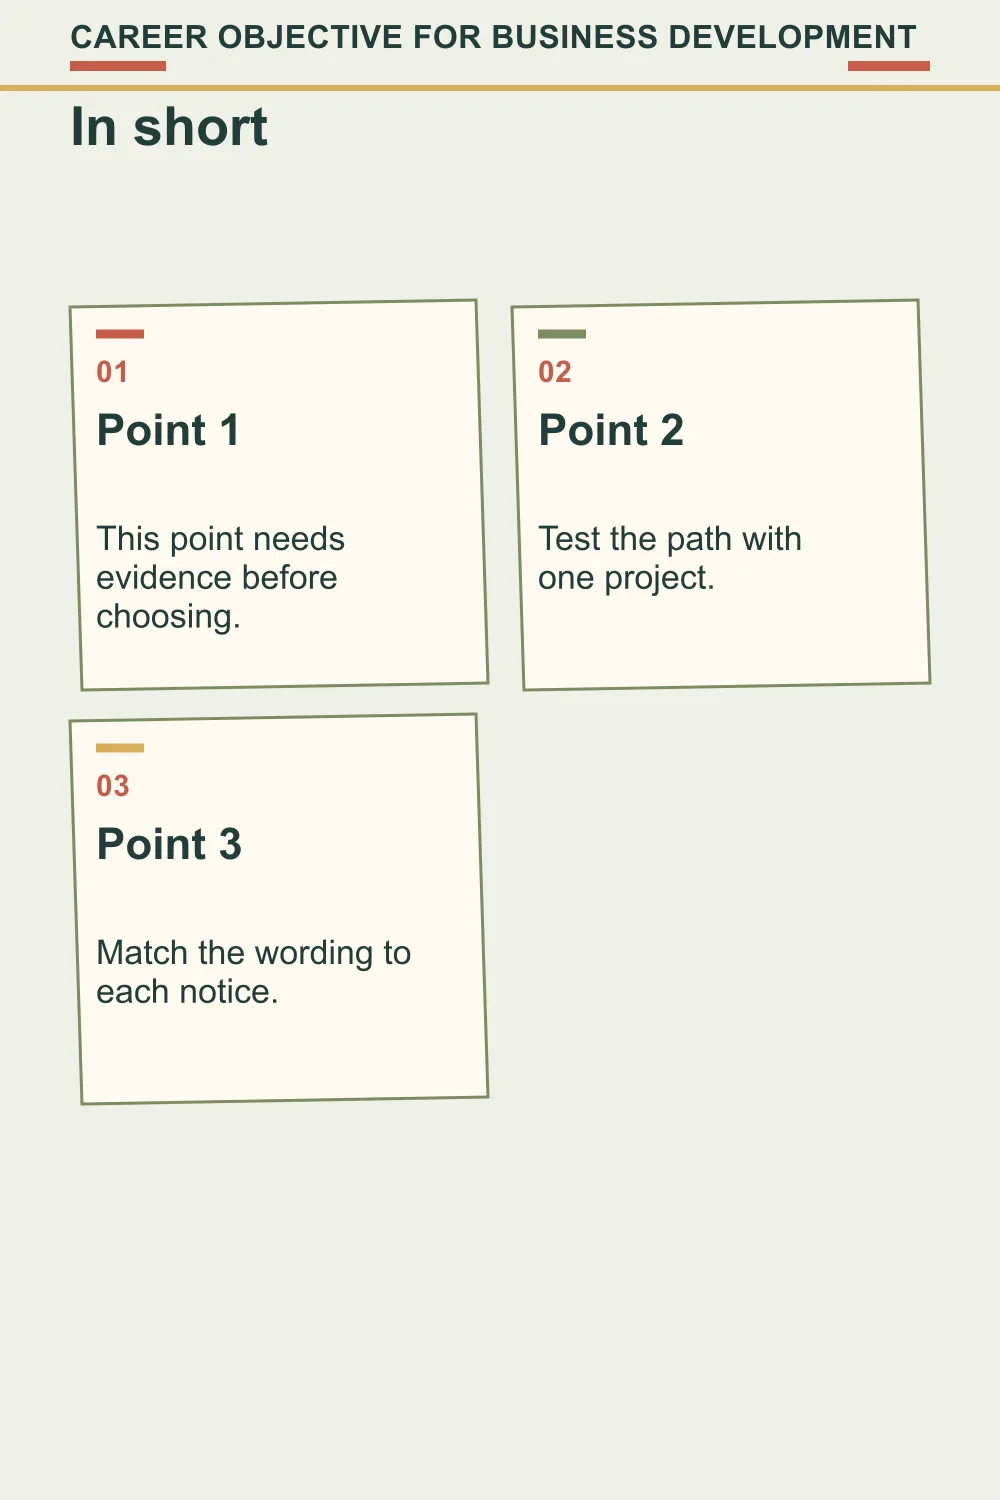 CAREER OBJECTIVE FOR BUSINESS DEVELOPMENT
In short
01
Point 1
This point needs
evidence before
choosing.
02
Point 2
Test the path with
one project.
03
Point 3
Match the wording to
each notice.